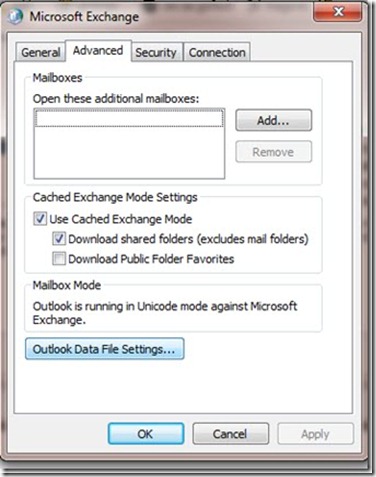 Microsoft Exchange
General
Advanced
Security
Connection
Mailboxes
Open these additional mailboxes:
Add...
Remove
Cached Exchange Mode Settings
Use Cached Exchange Mode
Download shared folders (excludes mail folders)
Download Public Folder Favorites
Mailbox Mode
Outlook is running in Unicode mode against Microsoft
Exchange.
Outlook Data File Settings...
OK
Cancel
Apply